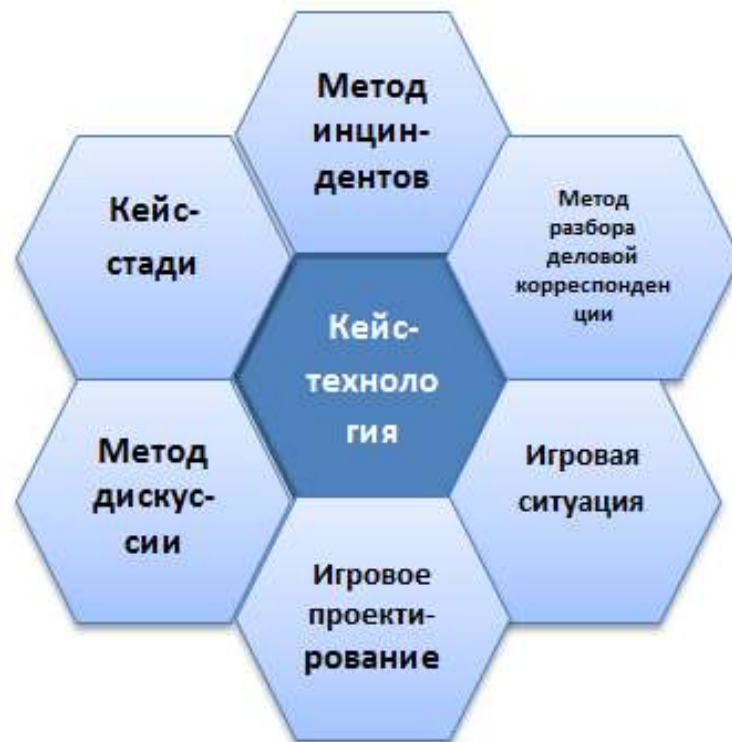 Метод
инцин-
дентов
Кейс-
стади
Метод
разбора
деловой
корреспонден
ции
Кейс-
техноло
гия
Метод
дискус-
сии
Игровая
ситуация
Игровое
проекти-
рование